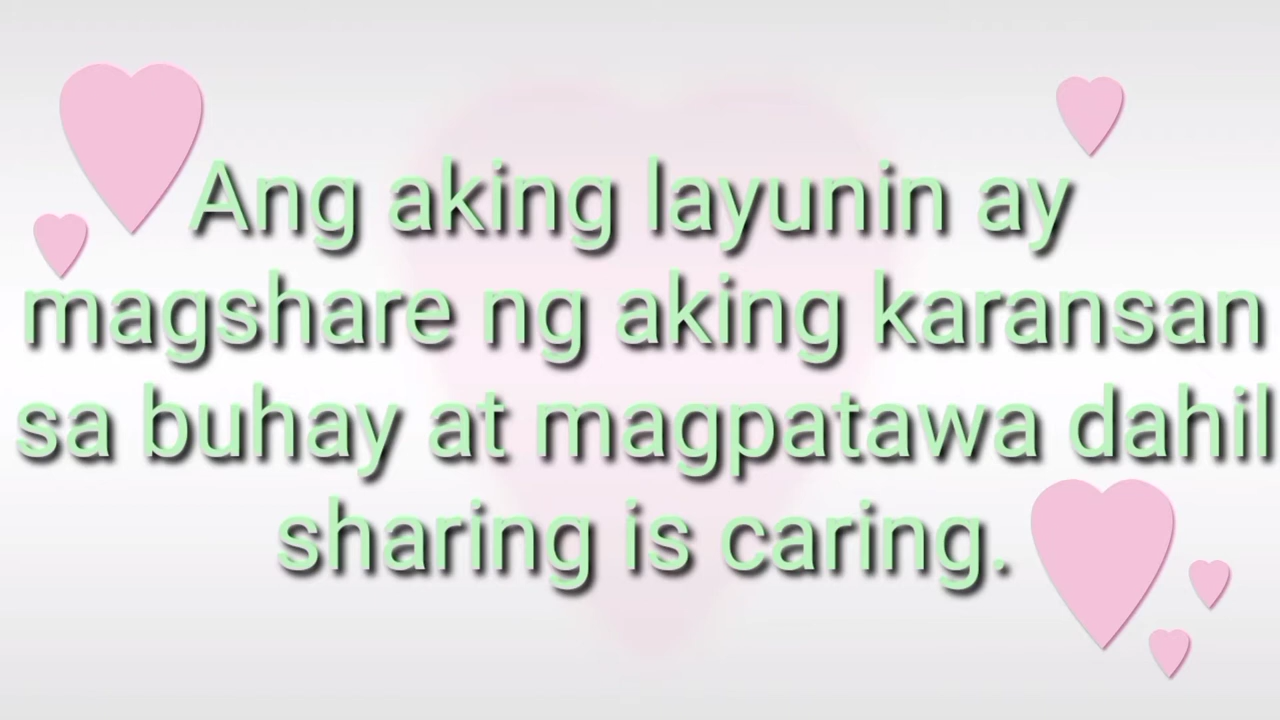 Ang aking layunin ay
magshare ng aking karansan
sa buhay at magpatawa dahil
sharing is caring.